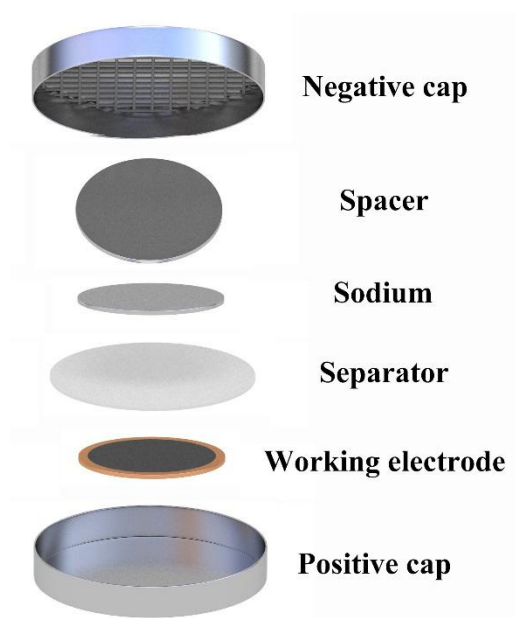 Negative cap
Spacer
Sodium
Separator
Working electrode
Positive cap